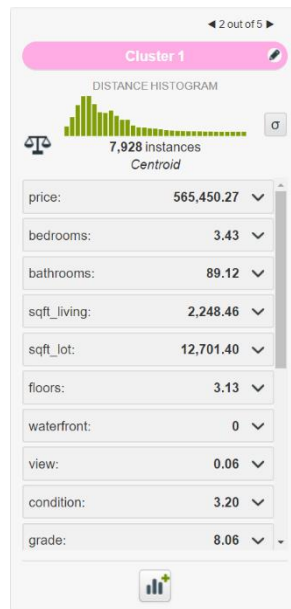 ◄ 2 out of 5 ►
Cluster 1
DISTANCE HISTOGRAM
σ
7,928 instances
Centroid
price: 565,450.27
bedrooms: 3.43
bathrooms: 89.12
sqft_living: 2,248.46
sqft_lot: 12,701.40
floors: 3.13
waterfront: 0
view: 0.06
condition: 3.20
grade: 8.06